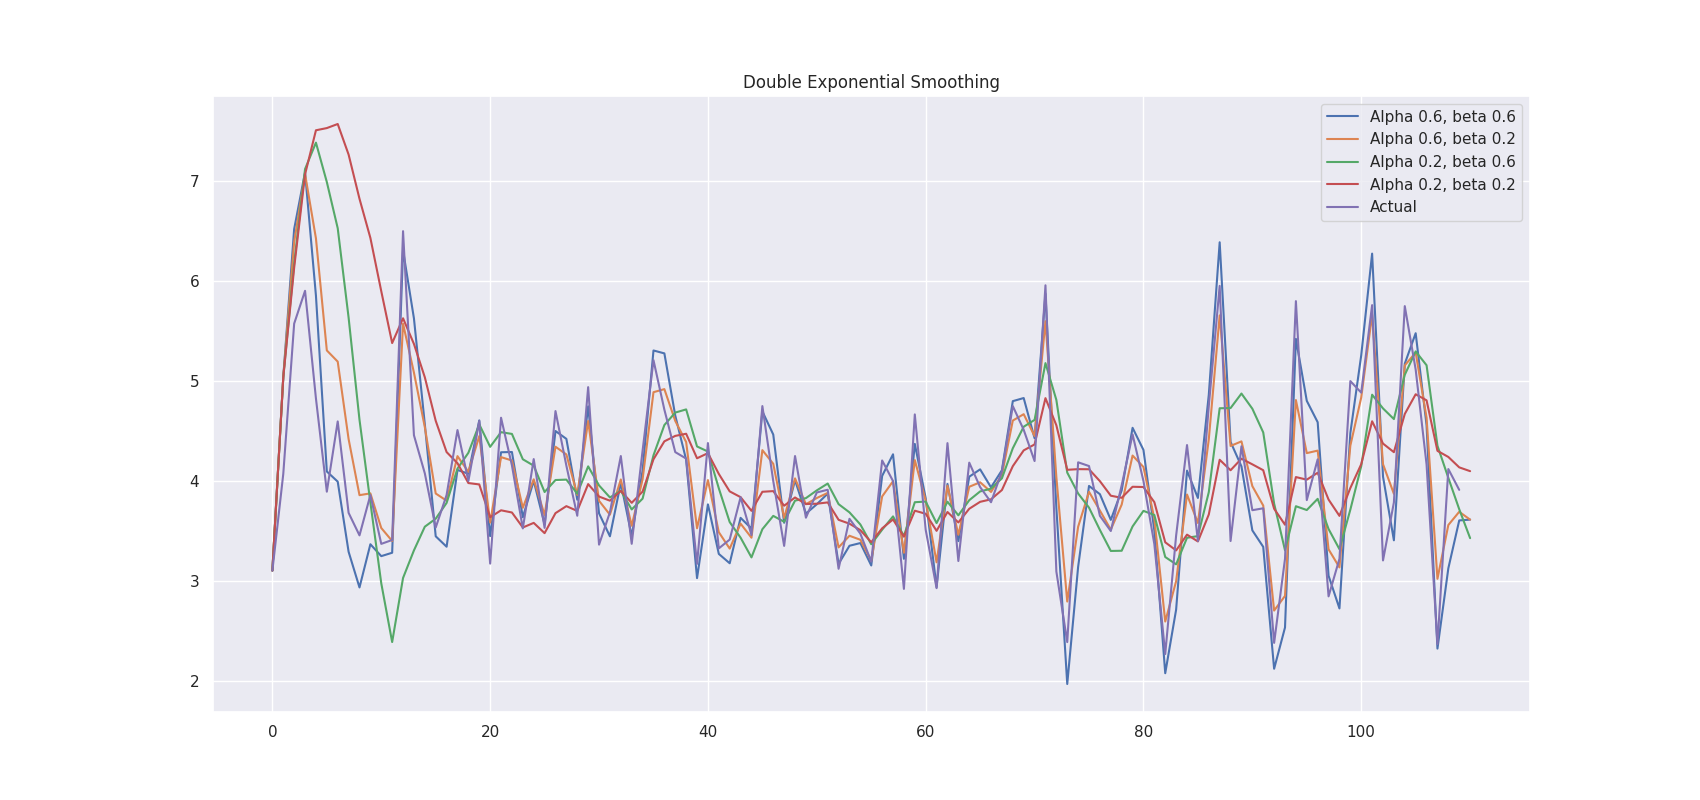 Double Exponential Smoothing
Alpha 0.6, beta 0.6
Alpha 0.6, beta 0.2
Alpha 0.2, beta 0.6
Alpha 0.2, beta 0.2
Actual
7
6
5
4
3
2
0 20 40 60 80 100